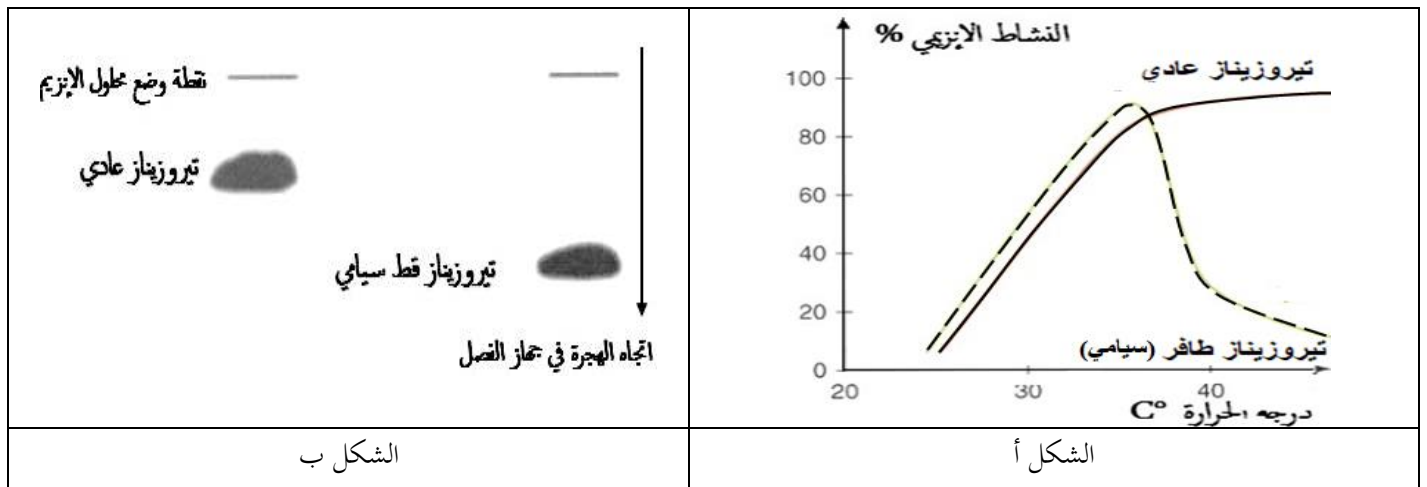 النشاط الإنزيمي %
تيروزيناز عادي
100
80
60
40
20
0
تيروزيناز طافر (سيامي)
20
30
40
درجه الحرارة C°
الشكل أ
نقطة وضع محلول الإنزيم
تيروزيناز عادي
تيروزيناز قط سيامي
اتجاه الهجرة في جهاز الفصل
الشكل ب